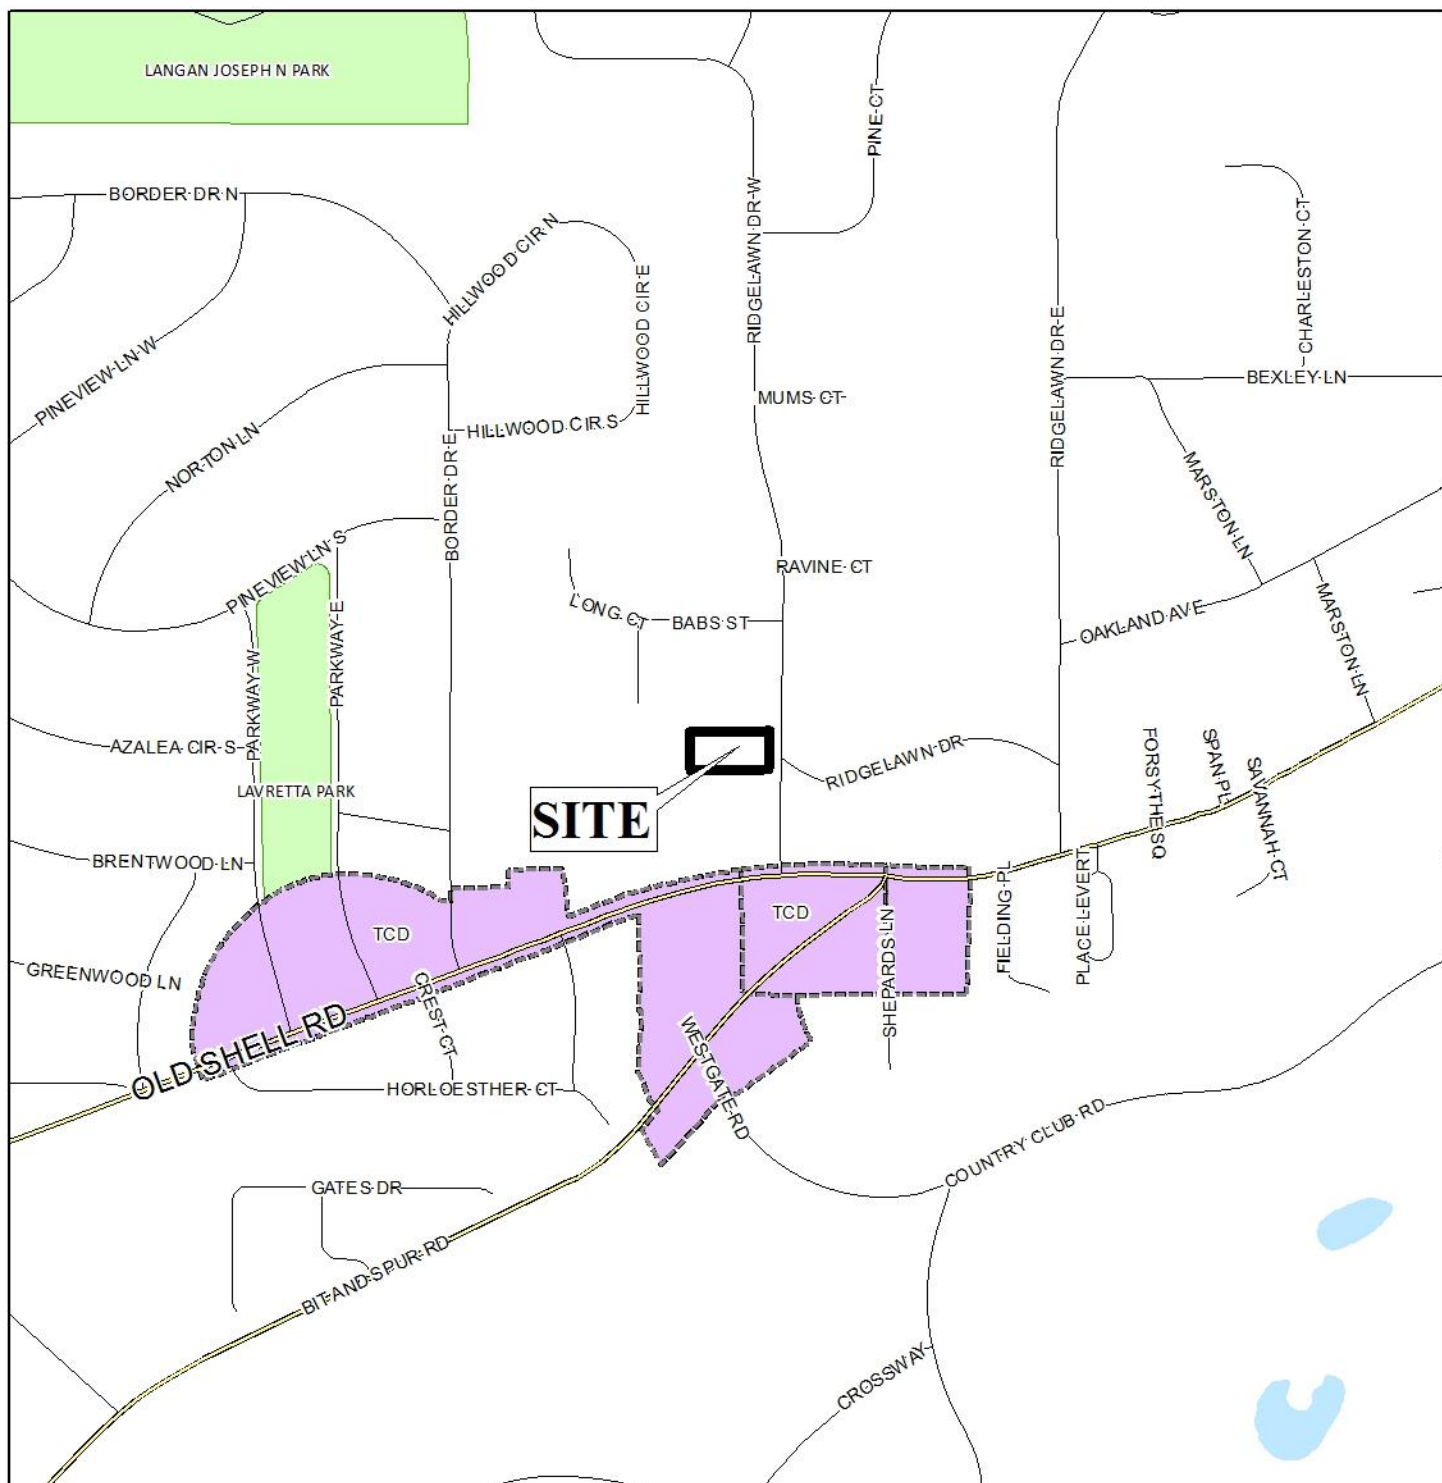 LANGAN JOSEPH N PARK
PINE CT
BORDER DR N
RIDGELAWN DR W
HILLWOOD CIR N
CHARLESTON CT
HILLWOOD CIR E
RIDGELAWN DR E
PINEVIEW LN W
BEXLEY LN
MUMS CT
HILLWOOD CIR S
NORTON LN
BORDER DR E
MARSTON LN
PINEVIEW LN S
RAVINE CT
LONG CT
BABS ST
PARKWAY E
OAKLAND AVE
MARSTON LN
PARKWAY W
AZALEA CIR S
RIDGELAWN DR
FORSYTHE SQ
SPAN PL
SAVANNAH CT
LAVRETTA PARK
SITE
BRENTWOOD LN
FIELDING PL
PLACE LEVERT
TCD
TCD
SHEPARDS LN
GREENWOOD LN
CREST CT
OLD SHELL RD
WESTGATE RD
HORLOESTHER CT
COUNTRY CLUB RD
GATES DR
BIT AND SPUR RD
CROSSWAY